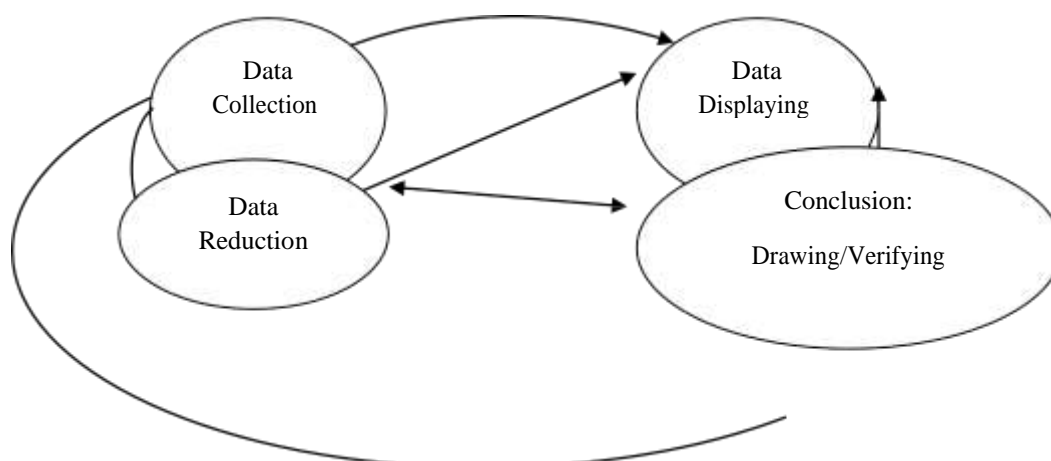 Data
Collection
Data
Displaying
Data
Reduction
Conclusion:
Drawing/Verifying